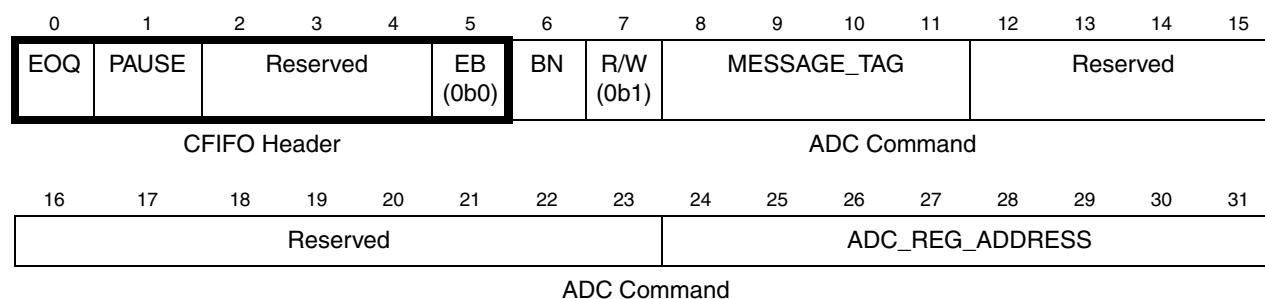 0 1 2 3 4 5 6 7 8 9 10 11 12 13 14 15
EOQ PAUSE Reserved EB BN R/W MESSAGE_TAG Reserved
(0b0) (0b1)
CFIFO Header ADC Command
16 17 18 19 20 21 22 23 24 25 26 27 28 29 30 31
Reserved ADC_REG_ADDRESS
ADC Command